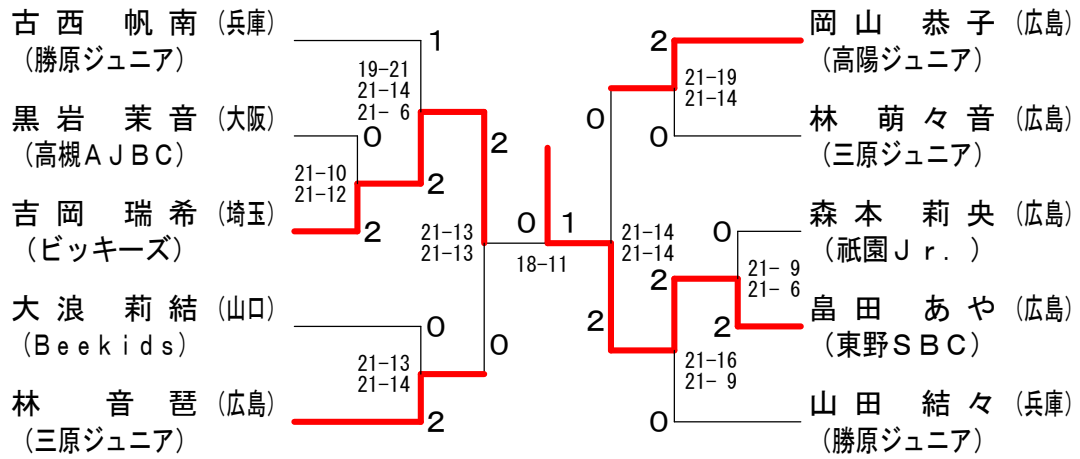 古西 帆南 (兵庫)
(勝原ジュニア)
黒岩 茉音 (大阪)
(高槻AJBC)
吉岡 瑞希 (埼玉)
(ビッキーズ)
大浪 莉結 (山口)
(Beekids)
林 音琶 (広島)
(三原ジュニア)
1
19-21
21-14
21- 6
0
21-10
21-12
2
2
2
21-13
21-13
0
21-13
21-14
2
0
0
1
18-11
2
21-19
21-14
0
0
21-14
21-14
2
2
0
21- 9
21- 6
2
21-16
21- 9
0
岡山 恭子 (広島)
(高陽ジュニア)
林 萌々音 (広島)
(三原ジュニア)
森本 莉央 (広島)
(祇園Jr.)
畠田 あや (広島)
(東野SBC)
山田 結々 (兵庫)
(勝原ジュニア)